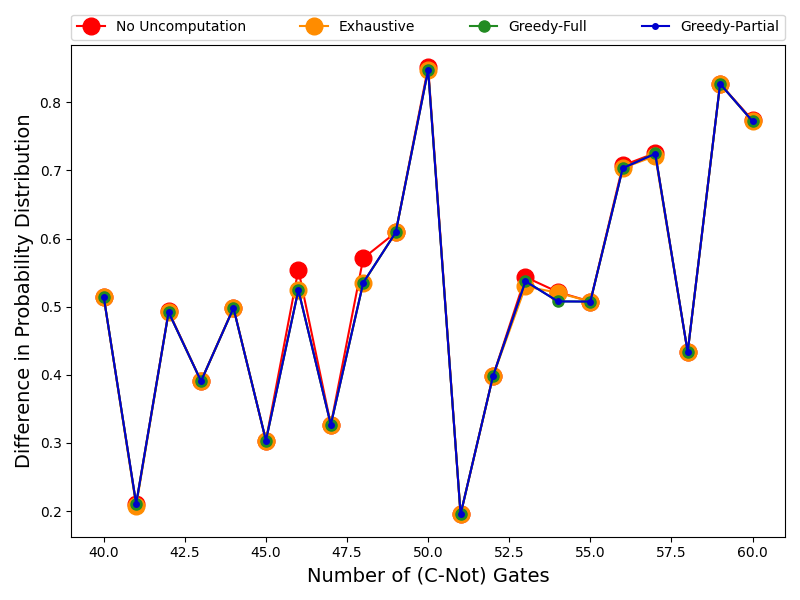 No Uncomputation Exhaustive Greedy-Full Greedy-Partial
Difference in Probability Distribution
0.8
0.7
0.6
0.5
0.4
0.3
0.2
40.0 42.5 45.0 47.5 50.0 52.5 55.0 57.5 60.0
Number of (C-Not) Gates